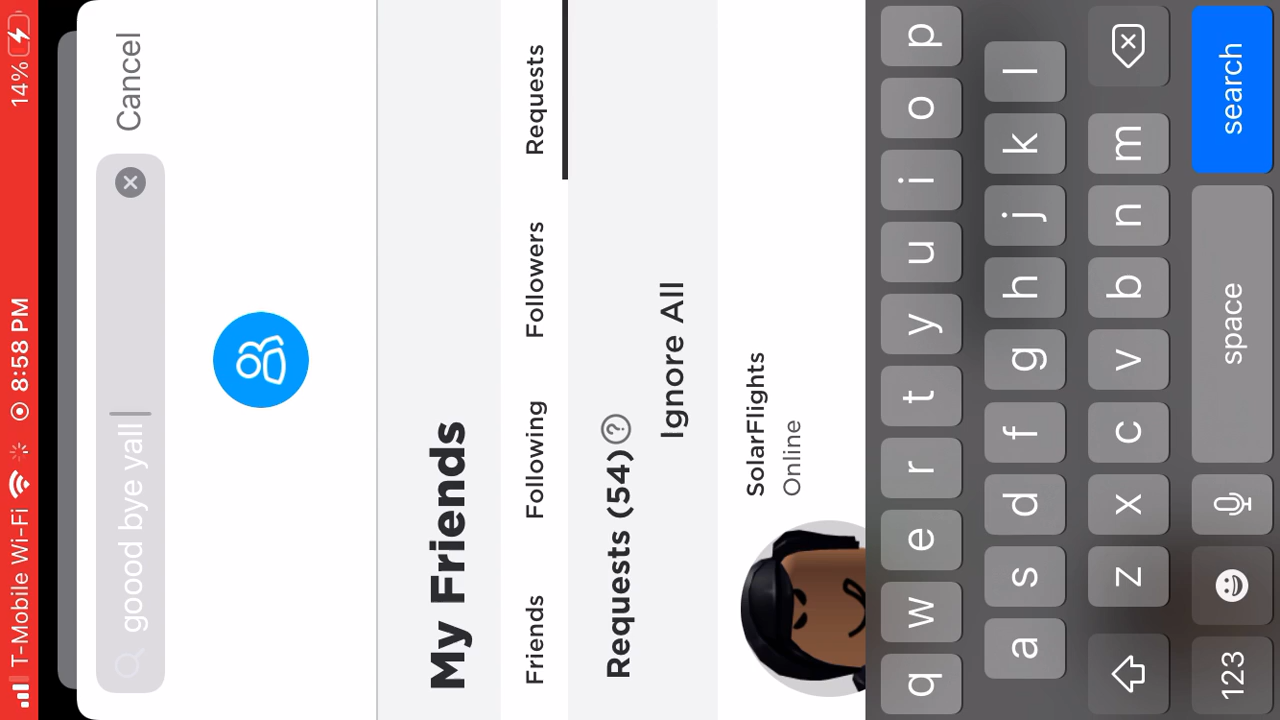 T-Mobile Wi-Fi 8:58 PM 14%
goood bye yall Cancel
My Friends
Friends Following Followers Requests
Requests (54) ?
Ignore All
SolarFlights
Online
q w e r t y u i o p
a s d f g h j k l
z x c v b n m
123 space search